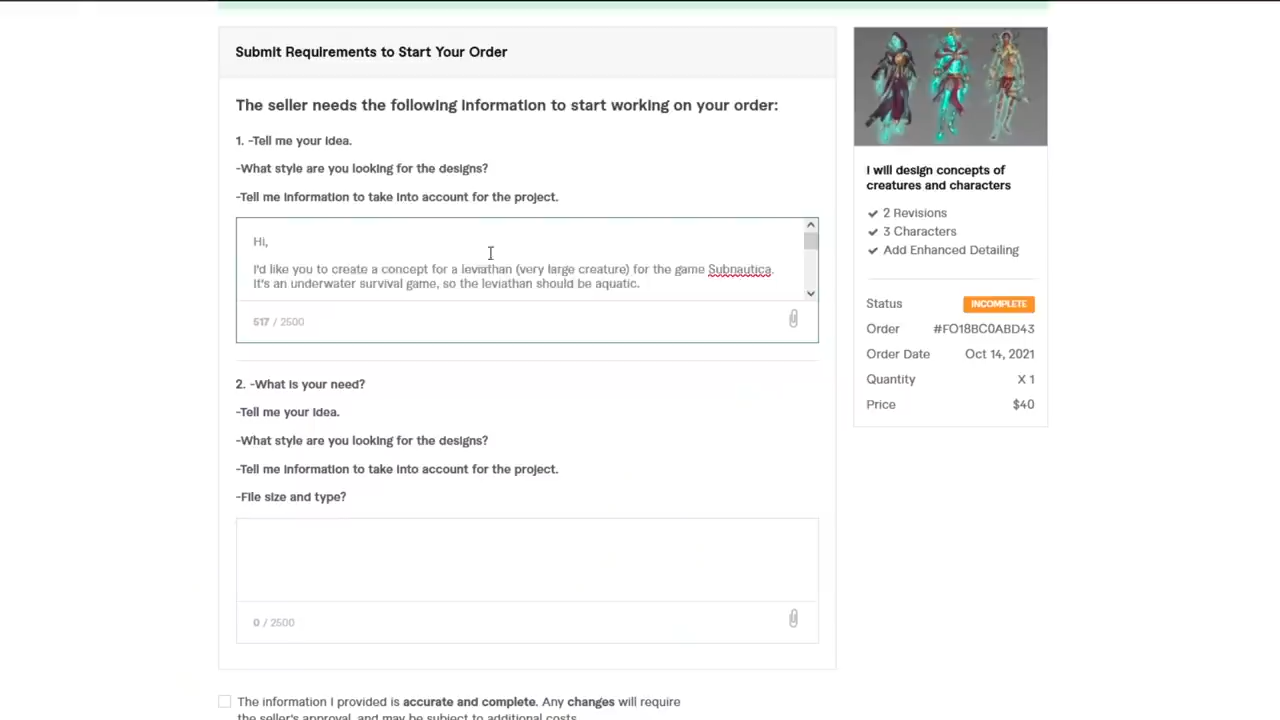 Submit Requirements to Start Your Order
The seller needs the following information to start working on your order:
1. -Tell me your idea.
-What style are you looking for the designs?
-Tell me information to take into account for the project.
Hi,
I'd like you to create a concept for a leviathan (very large creature) for the game Subnautica.
It's an underwater survival game, so the leviathan should be aquatic.
517 / 2500
2. -What is your need?
-Tell me your idea.
-What style are you looking for the designs?
-Tell me information to take into account for the project.
-File size and type?
0 / 2500
The information I provided is accurate and complete. Any changes will require
the seller's approval, and may be subject to additional costs.
I will design concepts of
creatures and characters
2 Revisions
3 Characters
Add Enhanced Detailing
Status INCOMPLETE
Order #FO18BC0ABD43
Order Date Oct 14, 2021
Quantity X 1
Price $40